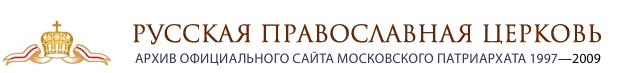 РУССКАЯ ПРАВОСЛАВНАЯ ЦЕРКОВЬ
АРХИВ ОФИЦИАЛЬНОГО САЙТА МОСКОВСКОГО ПАТРИАРХАТА 1997—2009